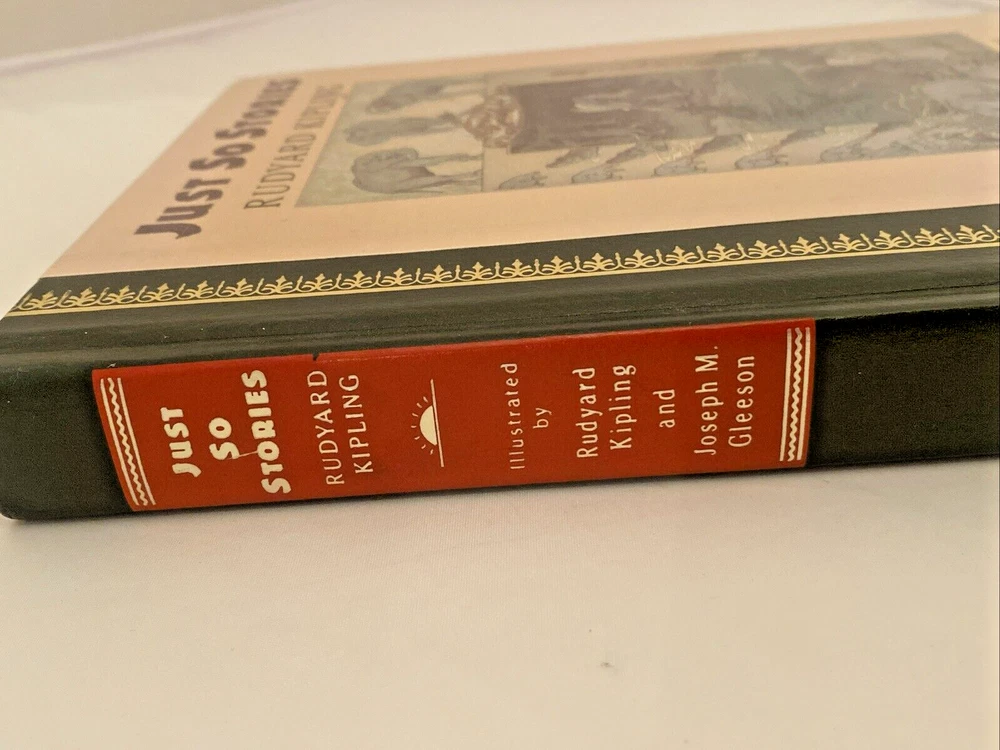 JUST SO STORIES
RUDYARD KIPLING
JUST
SO
STORIES
RUDYARD
KIPLING
Illustrated
by
Rudyard
Kipling
and
Joseph M.
Gleeson